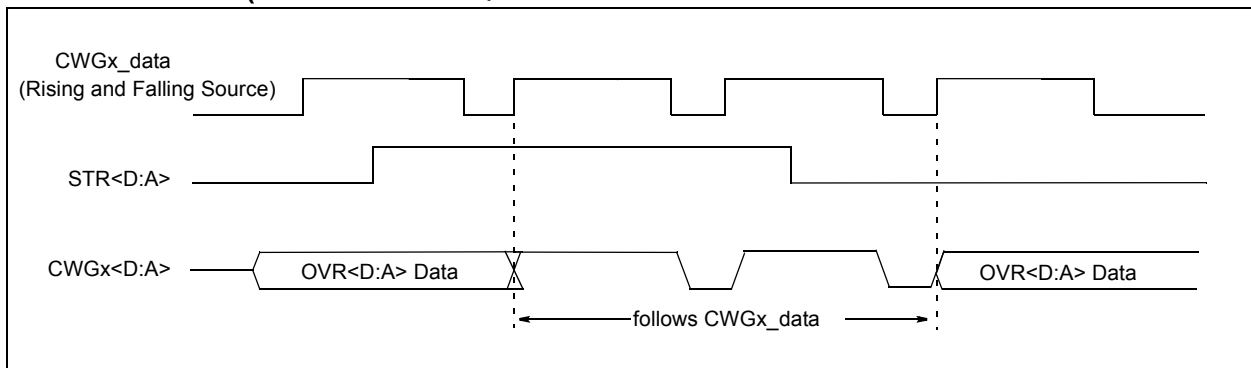 CWGx_data
(Rising and Falling Source)
STR<D:A>
CWGx<D:A>
OVR<D:A> Data
OVR<D:A> Data
follows CWGx_data